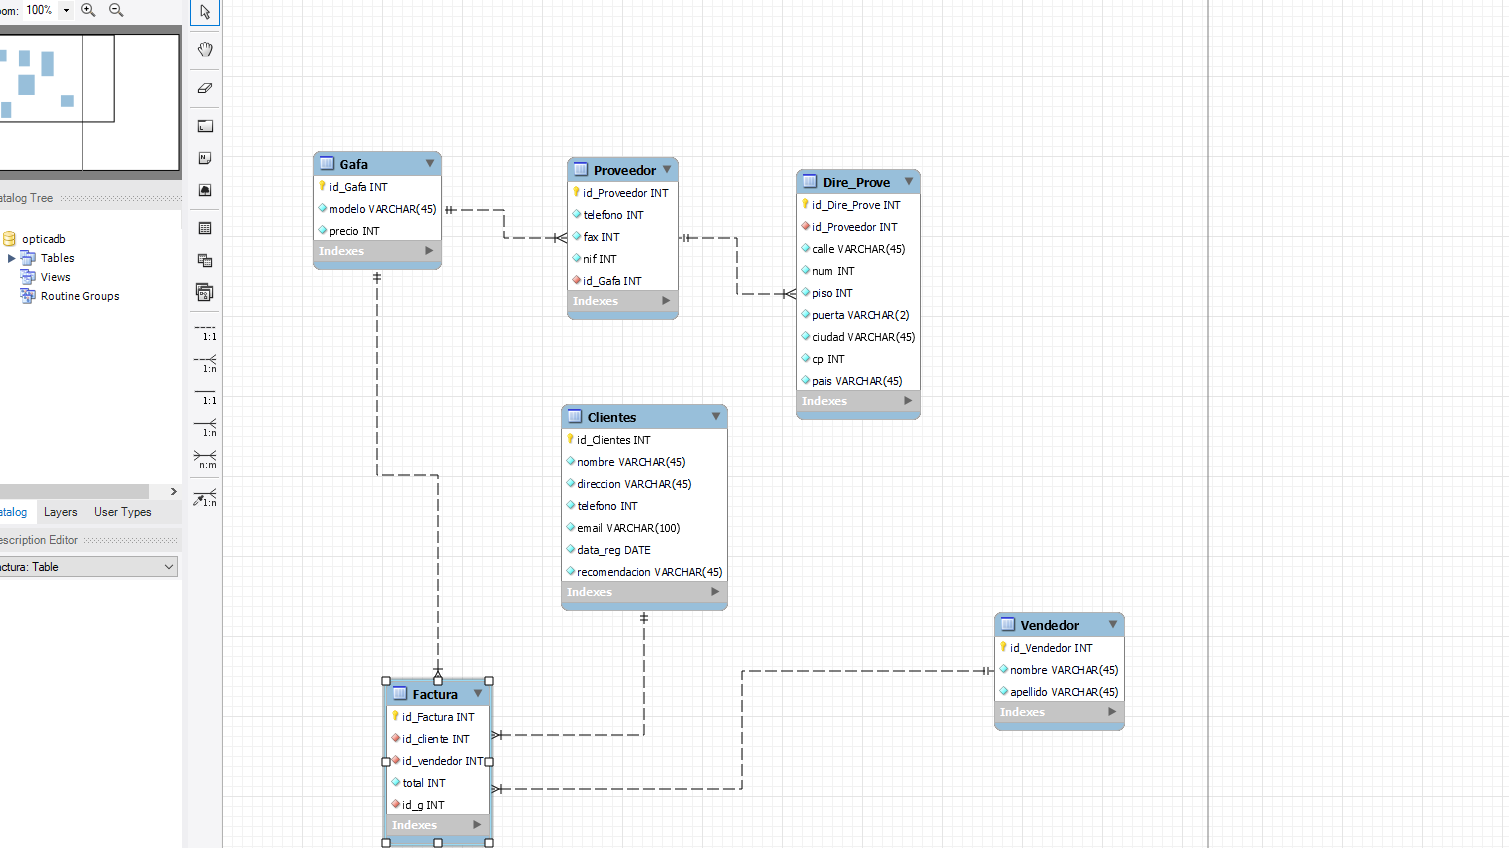 oom: 100%
atalog Tree
opticadb
Tables
Views
Routine Groups
atalog Layers User Types
escription Editor
actura: Table
1:1
1:n
1:1
1:n
n:m
1:n
Gafa
id_Gafa INT
modelo VARCHAR(45)
precio INT
Indexes
Proveedor
id_Proveedor INT
telefono INT
fax INT
nif INT
id_Gafa INT
Indexes
Dire_Prove
id_Dire_Prove INT
id_Proveedor INT
calle VARCHAR(45)
num INT
piso INT
puerta VARCHAR(2)
ciudad VARCHAR(45)
cp INT
pais VARCHAR(45)
Indexes
Clientes
id_Clientes INT
nombre VARCHAR(45)
direccion VARCHAR(45)
telefono INT
email VARCHAR(100)
data_reg DATE
recomendacion VARCHAR(45)
Indexes
Vendedor
id_Vendedor INT
nombre VARCHAR(45)
apellido VARCHAR(45)
Indexes
Factura
id_Factura INT
id_cliente INT
id_vendedor INT
total INT
id_g INT
Indexes